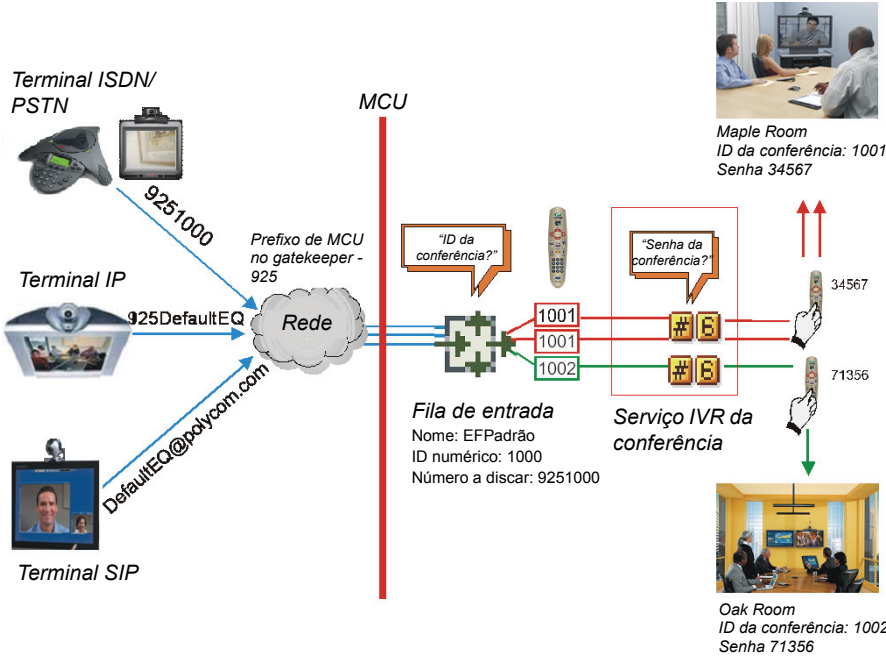 Terminal ISDN/
PSTN
MCU
Maple Room
ID da conferência: 1001
Senha 34567
9251000
Prefixo de MCU
no gatekeeper -
925
"ID da
conferência?"
"Senha da
conferência?"
Terminal IP
925DefaultEQ
Rede
1001
1001
1002
# 6
# 6
34567
71356
DefaultEQ@polycom.com
Fila de entrada
Nome: EFPadrão
ID numérico: 1000
Número a discar: 9251000
Serviço IVR da
conferência
Terminal SIP
Oak Room
ID da conferência: 1002
Senha 71356